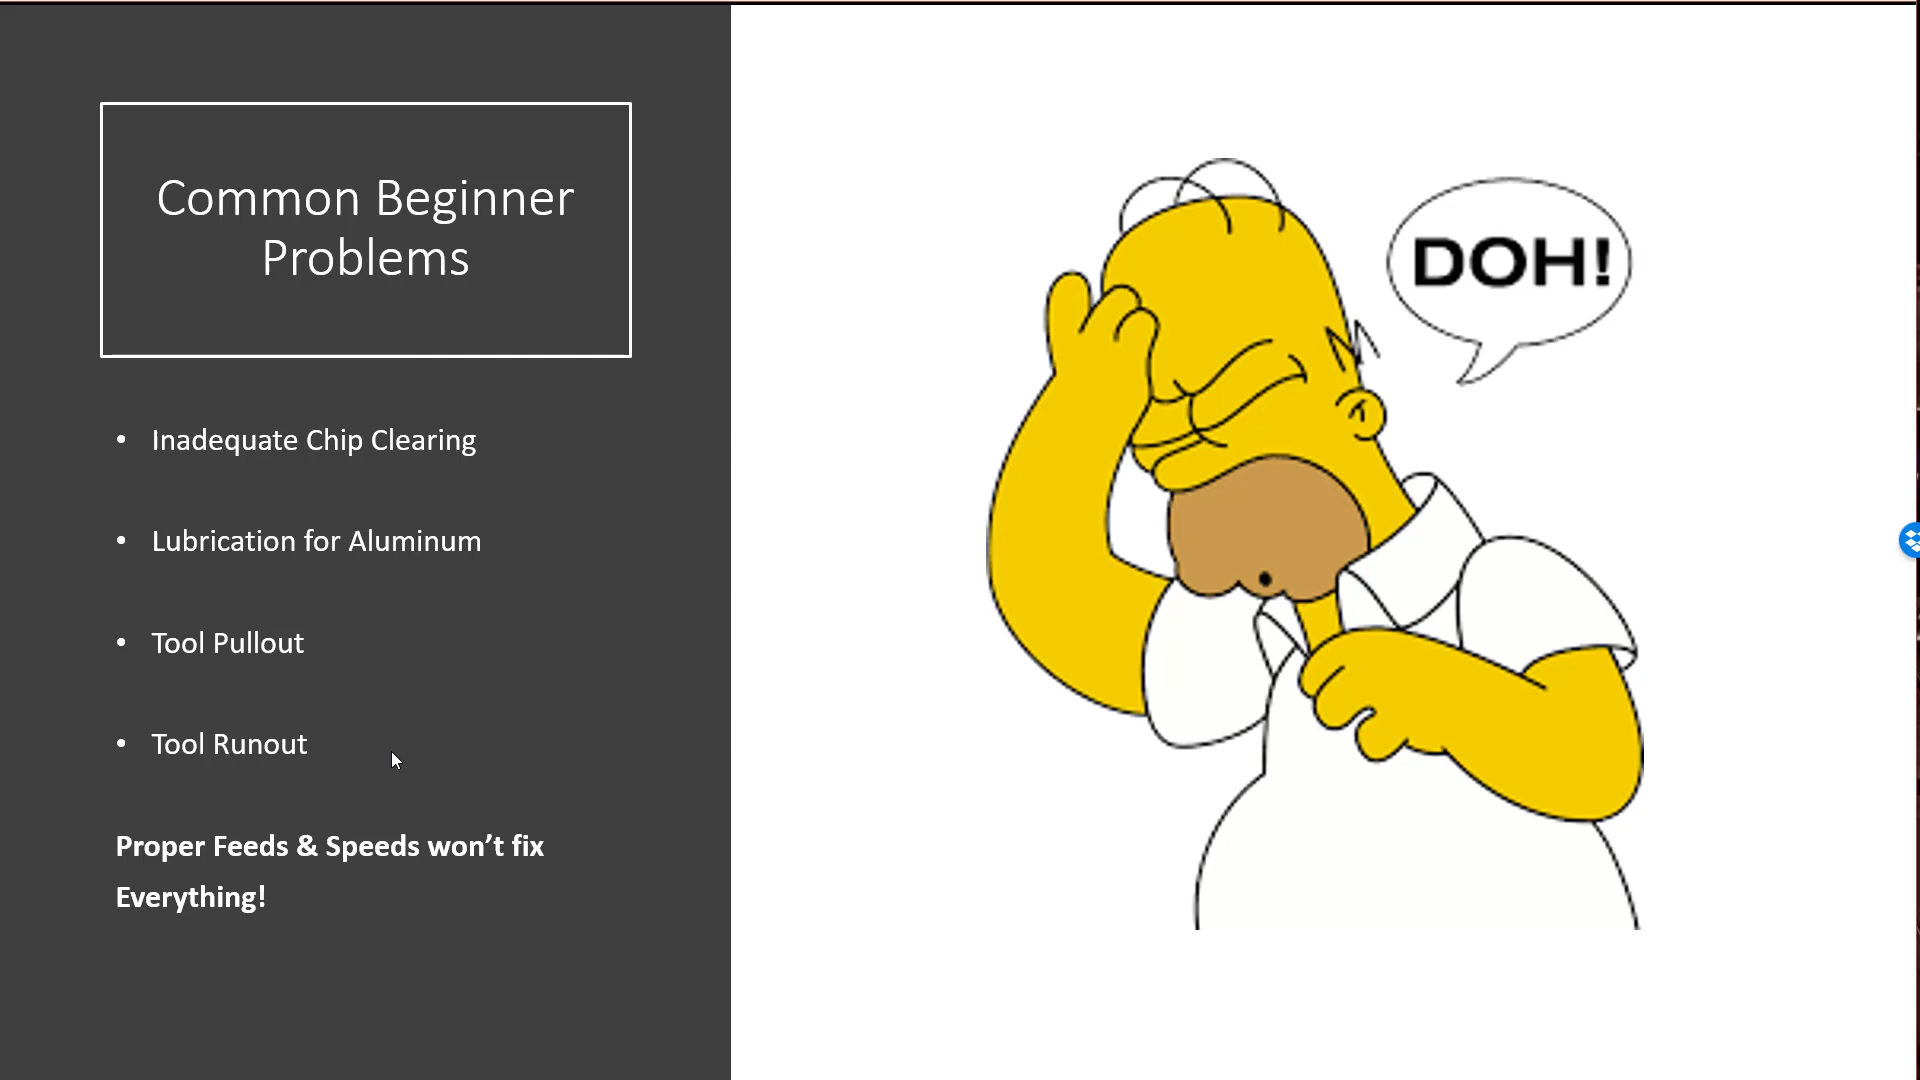 Common Beginner
Problems
• Inadequate Chip Clearing
• Lubrication for Aluminum
• Tool Pullout
• Tool Runout
Proper Feeds & Speeds won’t fix
Everything!
DOH!